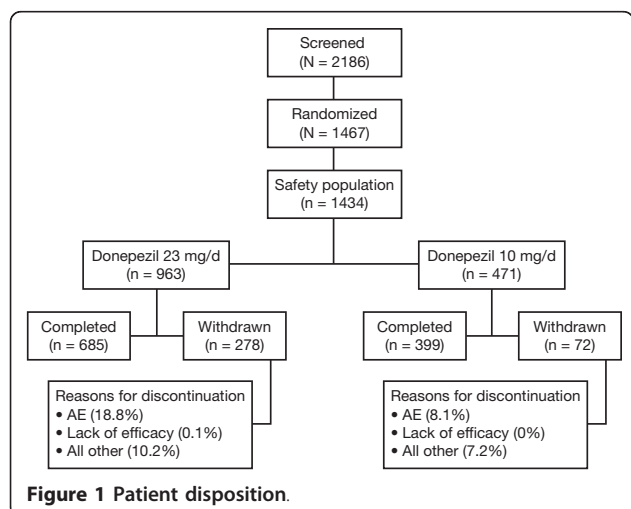 Screened
(N = 2186)
Randomized
(N = 1467)
Safety population
(n = 1434)
Donepezil 23 mg/d
(n = 963)
Donepezil 10 mg/d
(n = 471)
Completed
(n = 685)
Withdrawn
(n = 278)
Completed
(n = 399)
Withdrawn
(n = 72)
Reasons for discontinuation
• AE (18.8%)
• Lack of efficacy (0.1%)
• All other (10.2%)
Reasons for discontinuation
• AE (8.1%)
• Lack of efficacy (0%)
• All other (7.2%)
Figure 1 Patient disposition.